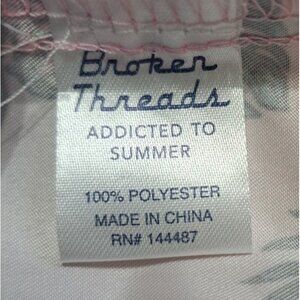 Broken
Threads
ADDICTED TO
SUMMER
100% POLYESTER
MADE IN CHINA
RN# 144487